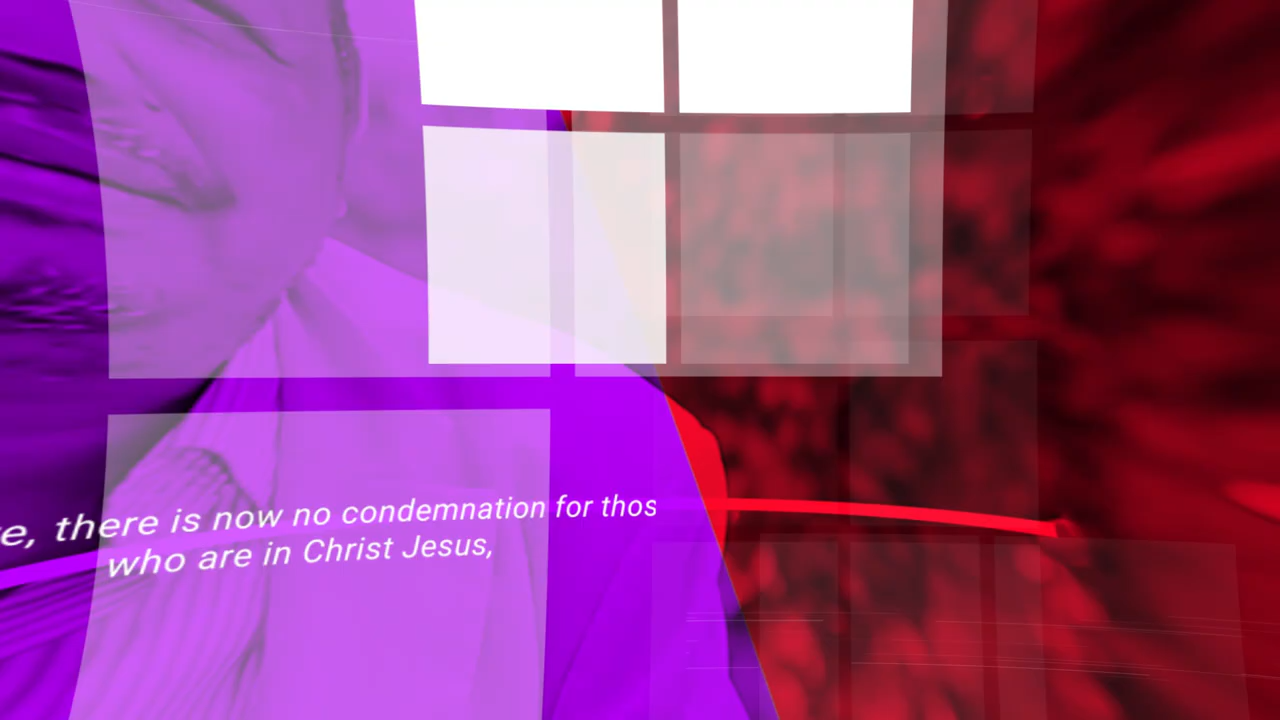 e, there is now no condemnation for thos
who are in Christ Jesus,